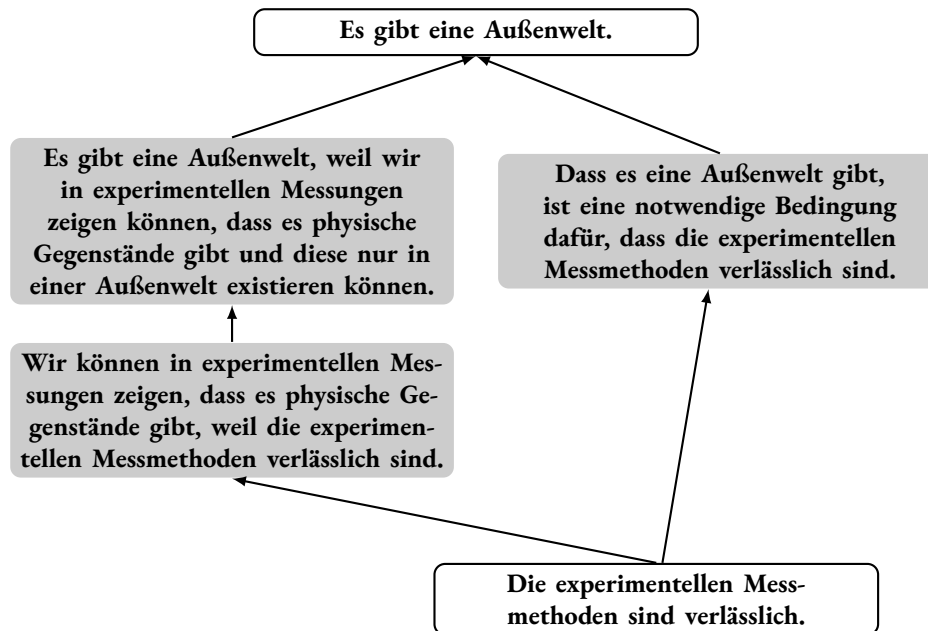 Es gibt eine Außenwelt.
Es gibt eine Außenwelt, weil wir
in experimentellen Messungen
zeigen können, dass es physische
Gegenstände gibt und diese nur in
einer Außenwelt existieren können.
Dass es eine Außenwelt gibt,
ist eine notwendige Bedingung
dafür, dass die experimentellen
Messmethoden verlässlich sind.
Wir können in experimentellen Mes-
sungen zeigen, dass es physische Ge-
genstände gibt, weil die experimen-
tellen Messmethoden verlässlich sind.
Die experimentellen Mess-
methoden sind verlässlich.